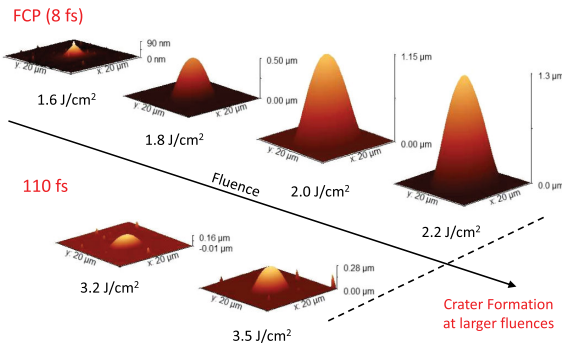 FCP (8 fs)
90 nm
0 nm
y: 20 µm
x: 20 µm
1.6 J/cm²
0.50 µm
0.00 µm
y: 20 µm
x: 20 µm
1.8 J/cm²
1.15 µm
0.00 µm
y: 20 µm
x: 20 µm
2.0 J/cm²
1.3 µ
0.0 µ
y: 20 µm
x: 20 µm
2.2 J/cm²
Fluence
110 fs
0.16 µm
-0.01 µm
y: 20 µm
x: 20 µm
3.2 J/cm²
0.28 µm
0.00 µm
y: 20 µm
x: 20 µm
3.5 J/cm²
Crater Formation
at larger fluences